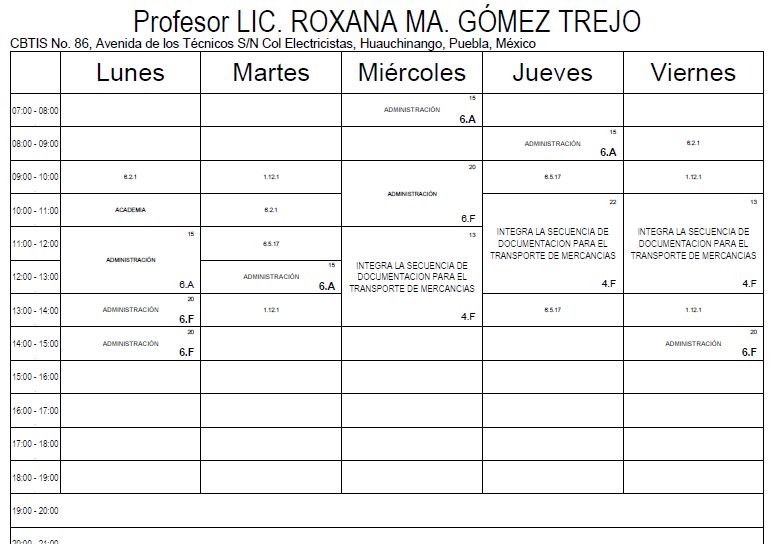 Profesor LIC. ROXANA MA. GÓMEZ TREJO
CBTIS No. 86, Avenida de los Técnicos S/N Col Electricistas, Huauchinango, Puebla, México
Lunes Martes Miércoles Jueves Viernes
07:00 - 08:00
15
ADMINISTRACIÓN
6.A
08:00 - 09:00
15
ADMINISTRACIÓN
6.A
6.2.1
09:00 - 10:00
6.2.1
1.12.1
20
ADMINISTRACIÓN
6.F
6.5.17
1.12.1
10:00 - 11:00
ACADEMIA
6.2.1
22
INTEGRA LA SECUENCIA DE
DOCUMENTACION PARA EL
TRANSPORTE DE MERCANCIAS
4.F
13
INTEGRA LA SECUENCIA DE
DOCUMENTACION PARA EL
TRANSPORTE DE MERCANCIAS
4.F
11:00 - 12:00
15
ADMINISTRACIÓN
6.A
6.5.17
13
INTEGRA LA SECUENCIA DE
DOCUMENTACION PARA EL
TRANSPORTE DE MERCANCIAS
4.F
12:00 - 13:00
15
ADMINISTRACIÓN
6.A
13:00 - 14:00
20
ADMINISTRACIÓN
6.F
1.12.1
6.5.17
1.12.1
14:00 - 15:00
20
ADMINISTRACIÓN
6.F
20
ADMINISTRACIÓN
6.F
15:00 - 16:00
16:00 - 17:00
17:00 - 18:00
18:00 - 19:00
19:00 - 20:00
20:00 - 21:00